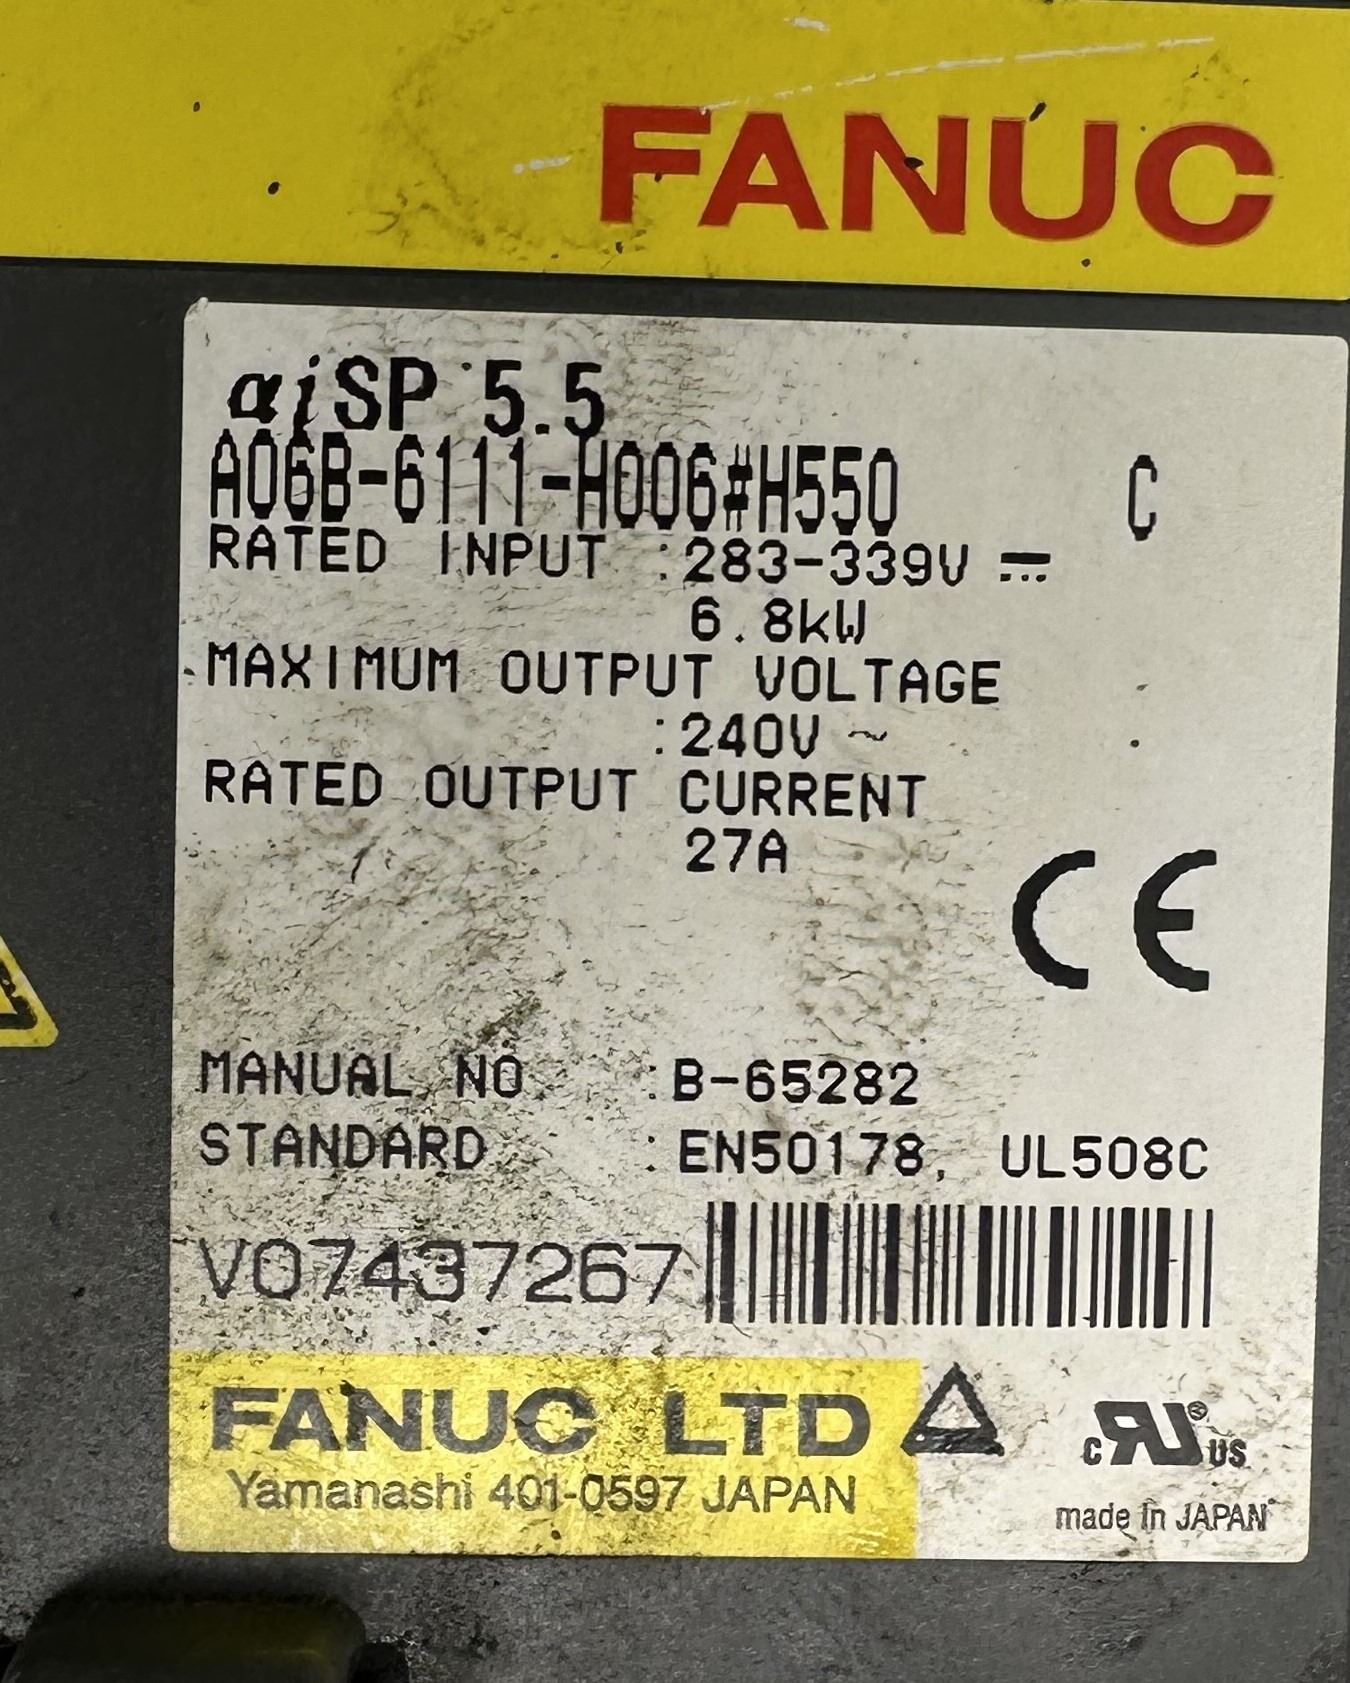 FANUC
αiSP 5.5
A06B-6111-H006#H550 C
RATED INPUT :283-339V ⎓
6.8kW
MAXIMUM OUTPUT VOLTAGE
:240V ~
RATED OUTPUT CURRENT
27A
CE
MANUAL NO :B-65282
STANDARD :EN50178, UL508C
V07437267
FANUC LTD
Yamanashi 401-0597 JAPAN
c RU® US
made in JAPAN